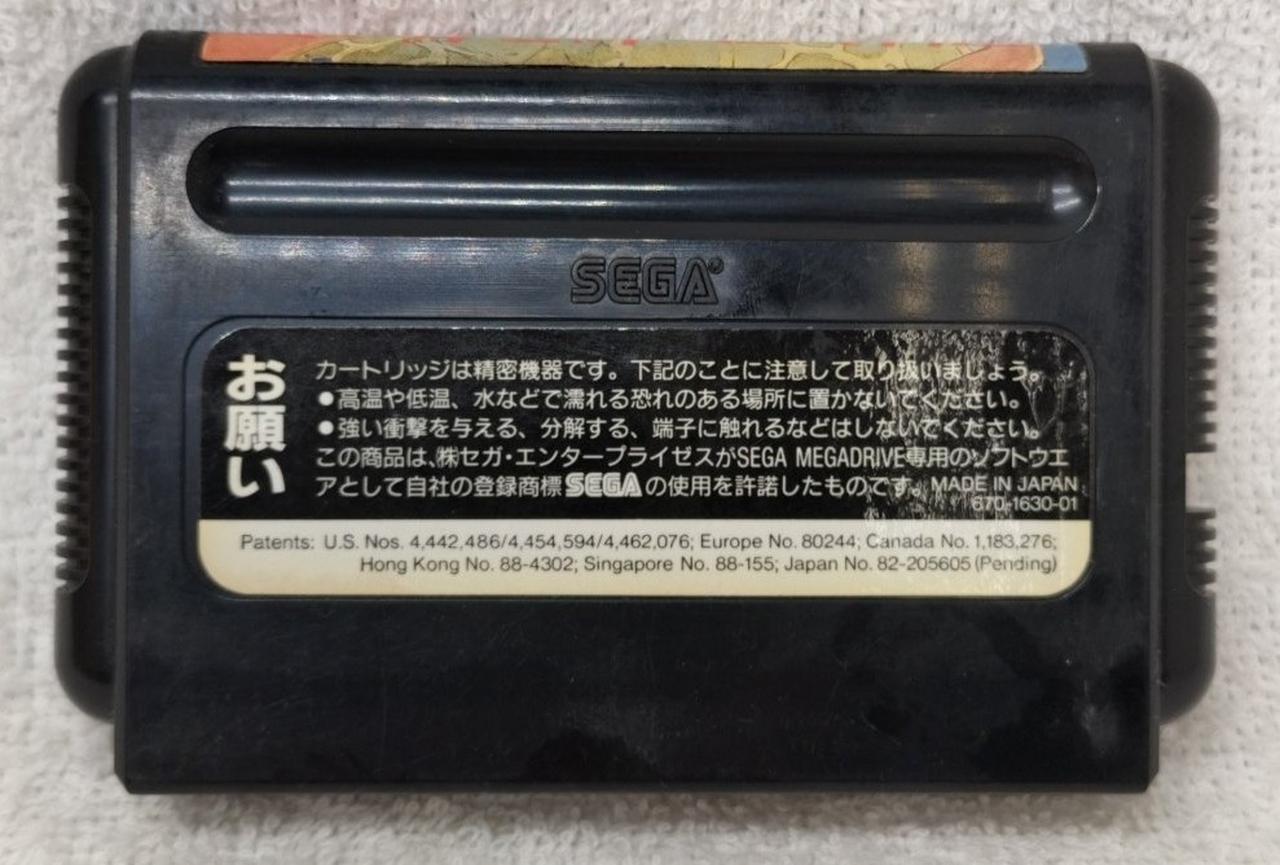 SEGA®
お願い
カートリッジは精密機器です。下記のことに注意して取り扱いましょう。
●高温や低温、水などで濡れる恐れのある場所に置かないでください。
●強い衝撃を与える、分解する、端子に触れるなどはしないでください。
この商品は、㈱セガ・エンタープライゼスがSEGA MEGADRIVE専用のソフトウエ
アとして自社の登録商標SEGAの使用を許諾したものです。MADE IN JAPAN
670-1630-01
Patents: U.S. Nos. 4,442,486/4,454,594/4,462,076; Europe No. 80244; Canada No. 1,183,276;
Hong Kong No. 88-4302; Singapore No. 88-155; Japan No. 82-205605 (Pending)